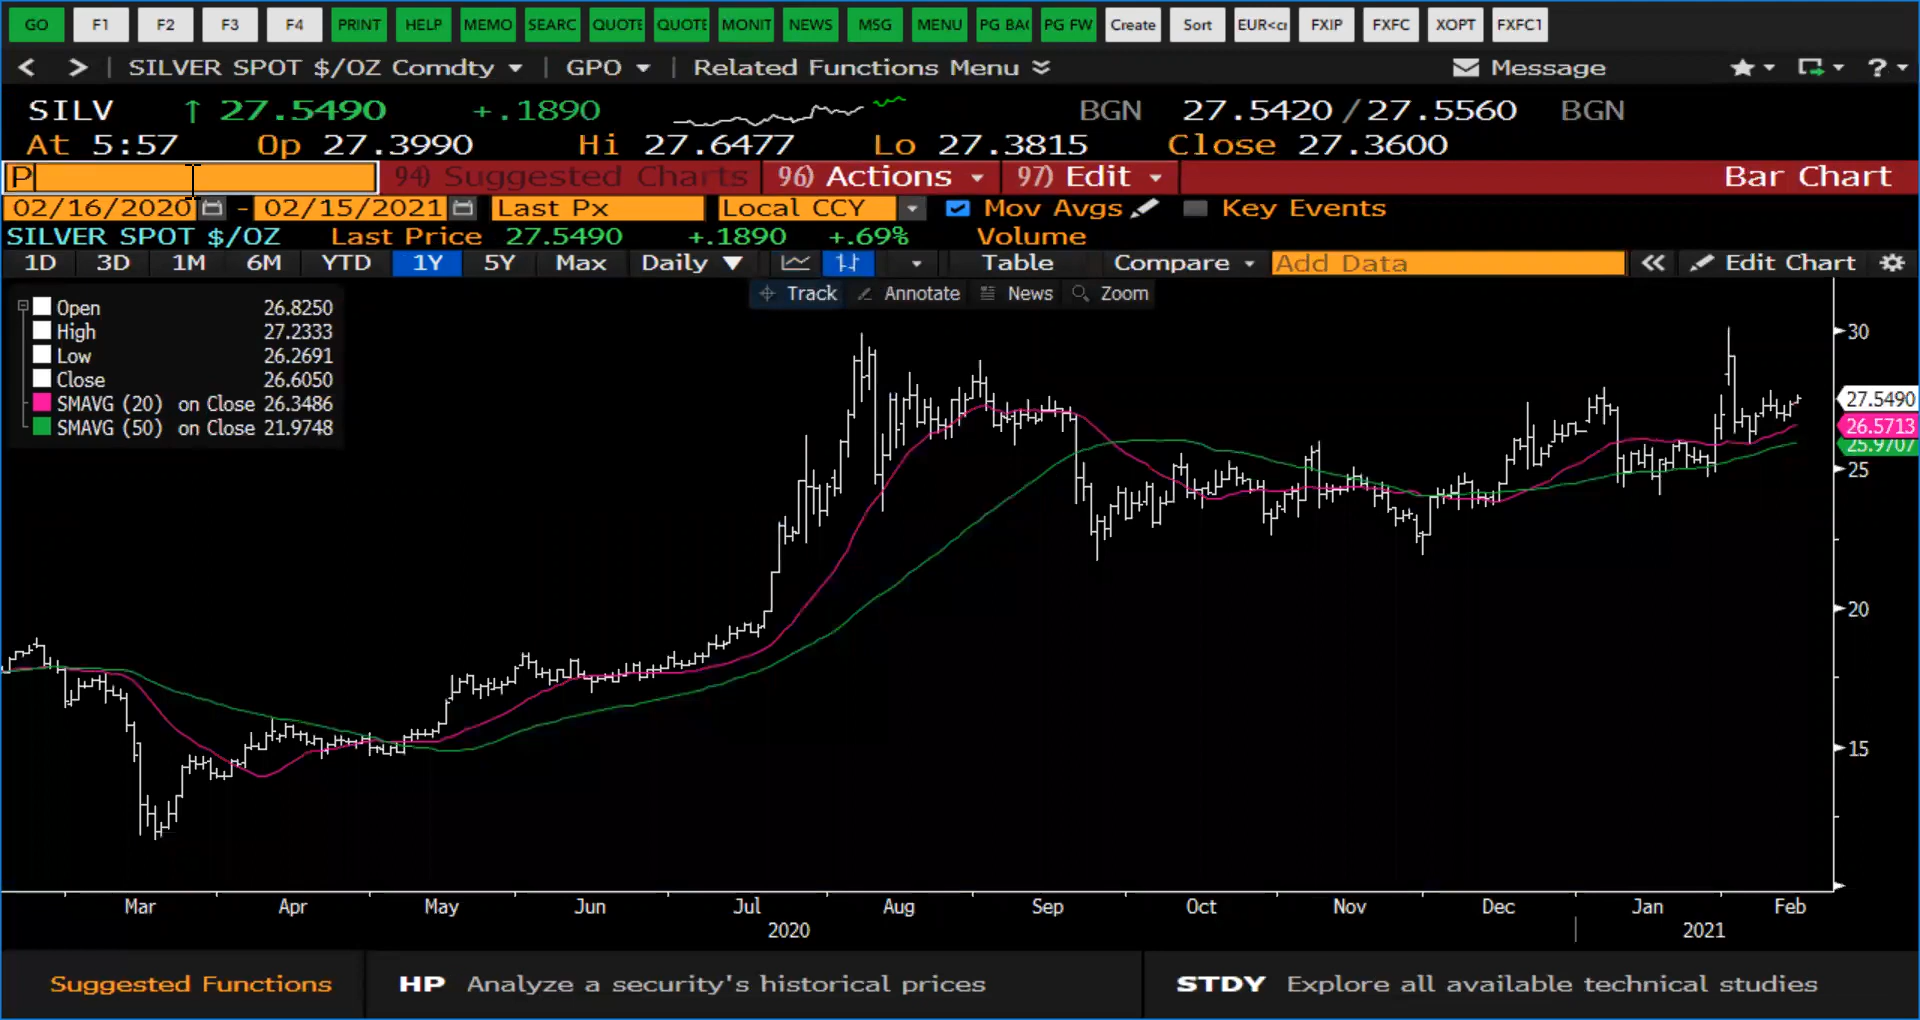 GO F1 F2 F3 F4 PRINT HELP MEMO SEARC QUOTE QUOTE MONIT NEWS MSG MENU PG BA PG FW Create Sort EUR<c FXIP FXFC XOPT FXFC1
SILVER SPOT $/OZ Comdty GPO Related Functions Menu Message ?
SILV ↑ 27.5490 +.1890 BGN 27.5420 / 27.5560 BGN
At 5:57 Op 27.3990 Hi 27.6477 Lo 27.3815 Close 27.3600
P 94) Suggested Charts 96) Actions 97) Edit Bar Chart
02/16/2020 - 02/15/2021 Last Px Local CCY Mov Avgs Key Events
SILVER SPOT $/OZ Last Price 27.5490 +.1890 +.69% Volume
1D 3D 1M 6M YTD 1Y 5Y Max Daily ▼ Table Compare Add Data « Edit Chart
Track Annotate News Zoom
Open 26.8250
High 27.2333
Low 26.2691
Close 26.6050
SMAVG (20) on Close 26.3486
SMAVG (50) on Close 21.9748
30
27.5490
26.5713
25.9707
25
20
15
Mar Apr May Jun Jul Aug Sep Oct Nov Dec Jan Feb
2020 2021
Suggested Functions HP Analyze a security's historical prices STDY Explore all available technical studies